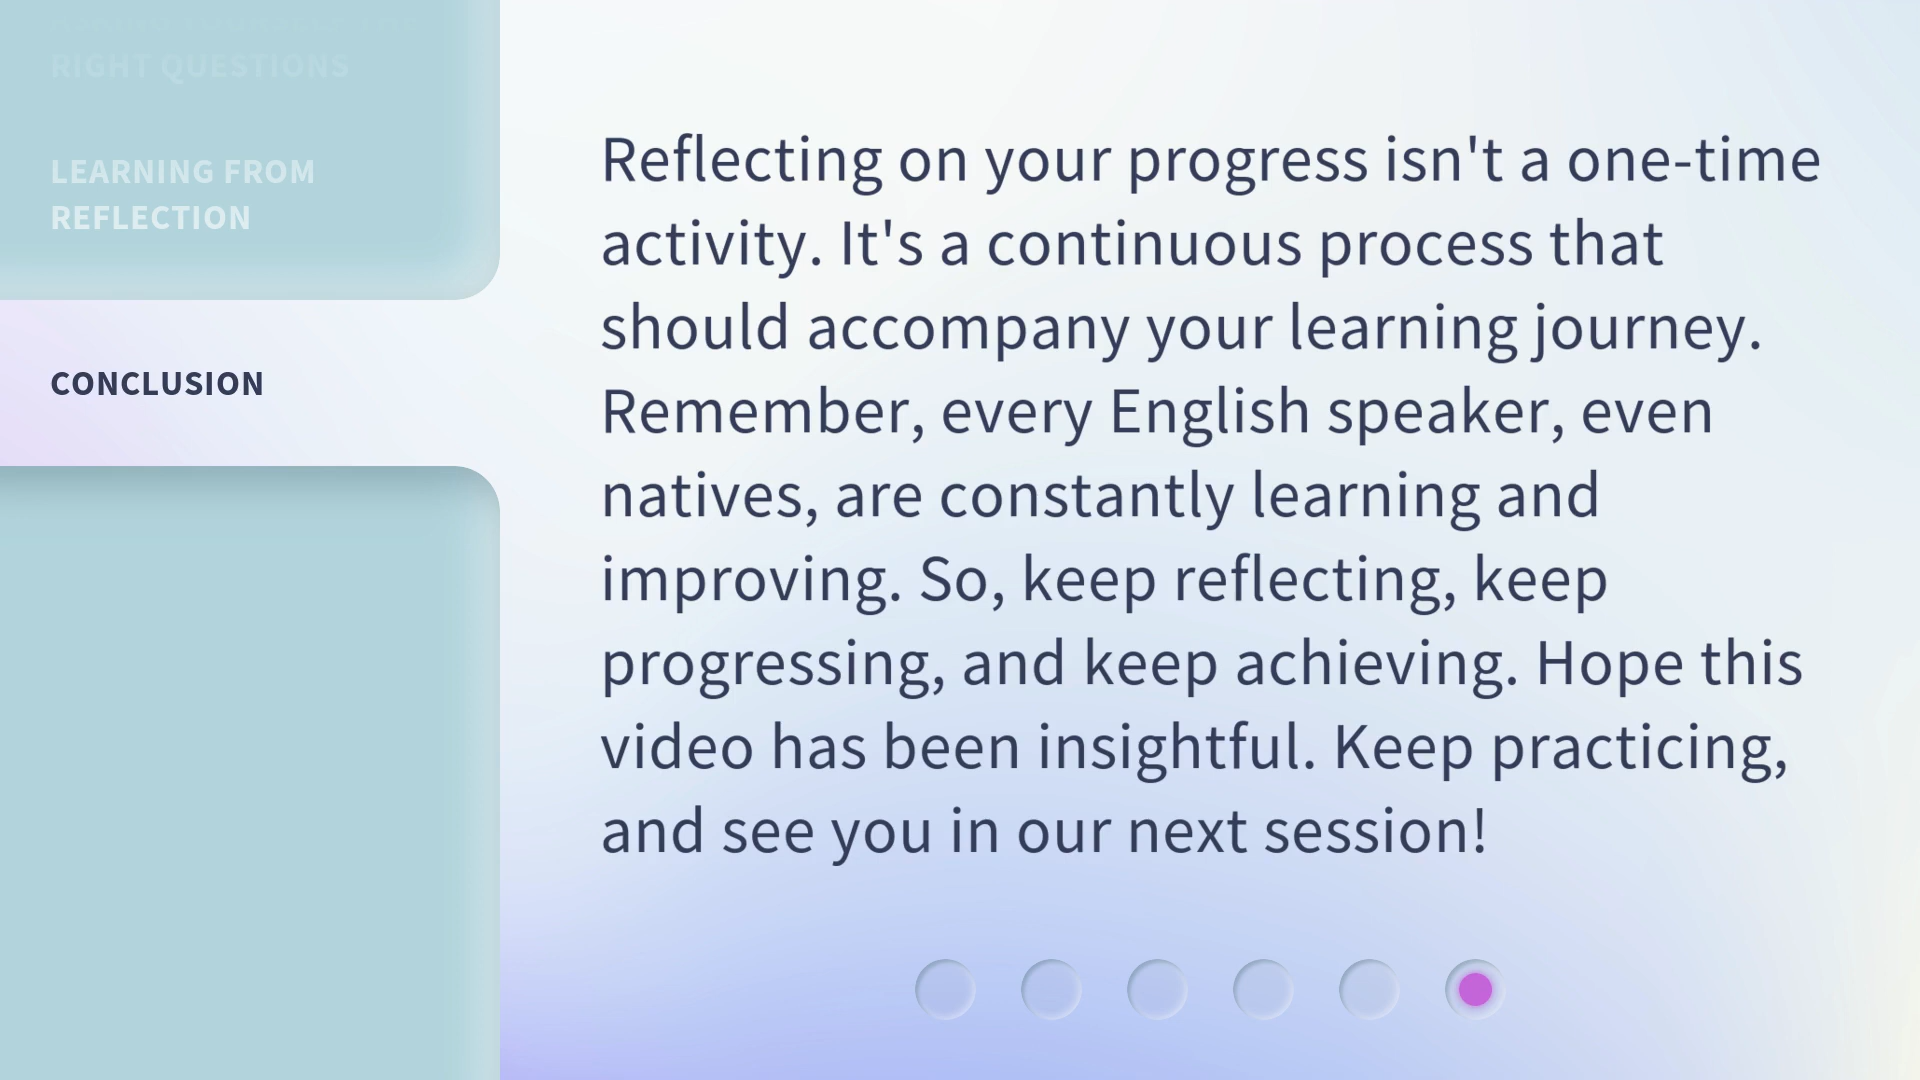 RIGHT QUESTIONS
LEARNING FROM
REFLECTION
CONCLUSION
Reflecting on your progress isn't a one-time
activity. It's a continuous process that
should accompany your learning journey.
Remember, every English speaker, even
natives, are constantly learning and
improving. So, keep reflecting, keep
progressing, and keep achieving. Hope this
video has been insightful. Keep practicing,
and see you in our next session!